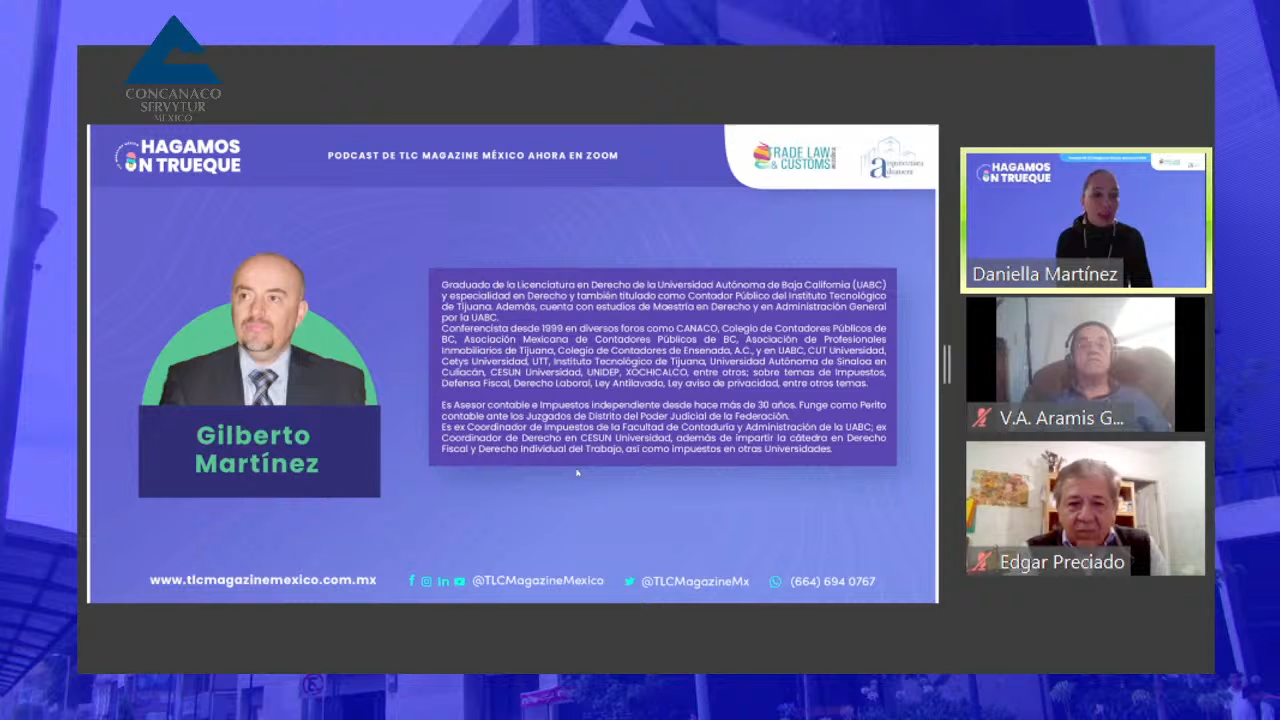 CONCANACO
SERVYTUR
MÉXICO
HAGAMOS
UN TRUEQUE
PODCAST DE TLC MAGAZINE MÉXICO AHORA EN ZOOM
TRADE LAW
& CUSTOMS
arquitectura
aduanera
Gilberto
Martínez
Graduado de la Licenciatura en Derecho de la Universidad Autónoma de Baja California (UABC)
y especialidad en Derecho y también titulado como Contador Público del Instituto Tecnológico
de Tijuana. Además, cuenta con estudios de Maestría en Derecho y en Administración General
por la UABC.
Conferencista desde 1999 en diversos foros como CANACO, Colegio de Contadores Públicos de
BC, Asociación Mexicana de Contadores Públicos de BC, Asociación de Profesionales
Inmobiliarios de Tijuana, Colegio de Contadores de Ensenada, A.C., y en UABC, CUT Universidad,
Cetys Universidad, UTT, Instituto Tecnológico de Tijuana, Universidad Autónoma de Sinaloa en
Culiacán, CESUN Universidad, UNIDEP, XOCHICALCO, entre otros; sobre temas de Impuestos,
Defensa Fiscal, Derecho Laboral, Ley Antilavado, Ley aviso de privacidad, entre otros temas.
Es Asesor contable e Impuestos independiente desde hace más de 30 años. Funge como Perito
contable ante los Juzgados de Distrito del Poder Judicial de la Federación.
Es ex Coordinador de impuestos de la Facultad de Contaduría y Administración de la UABC; ex
Coordinador de Derecho en CESUN Universidad, además de impartir la cátedra en Derecho
Fiscal y Derecho Individual del Trabajo, así como impuestos en otras Universidades.
www.tlcmagazinemexico.com.mx
@TLCMagazineMexico
@TLCMagazineMx
(664) 694 0767
HAGAMOS
UN TRUEQUE
Daniella Martínez
V.A. Aramis G...
Edgar Preciado